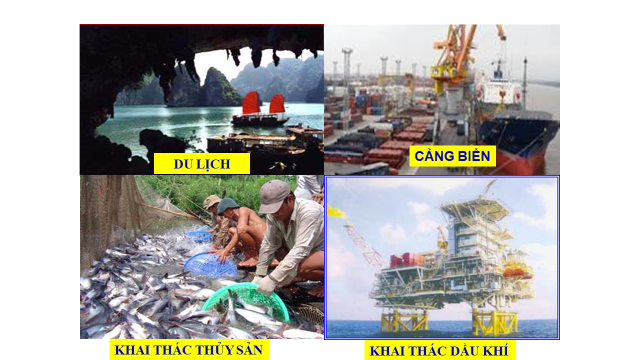 DU LỊCH
CẢNG BIỂN
KHAI THÁC THỦY SẢN
KHAI THÁC DẦU KHÍ